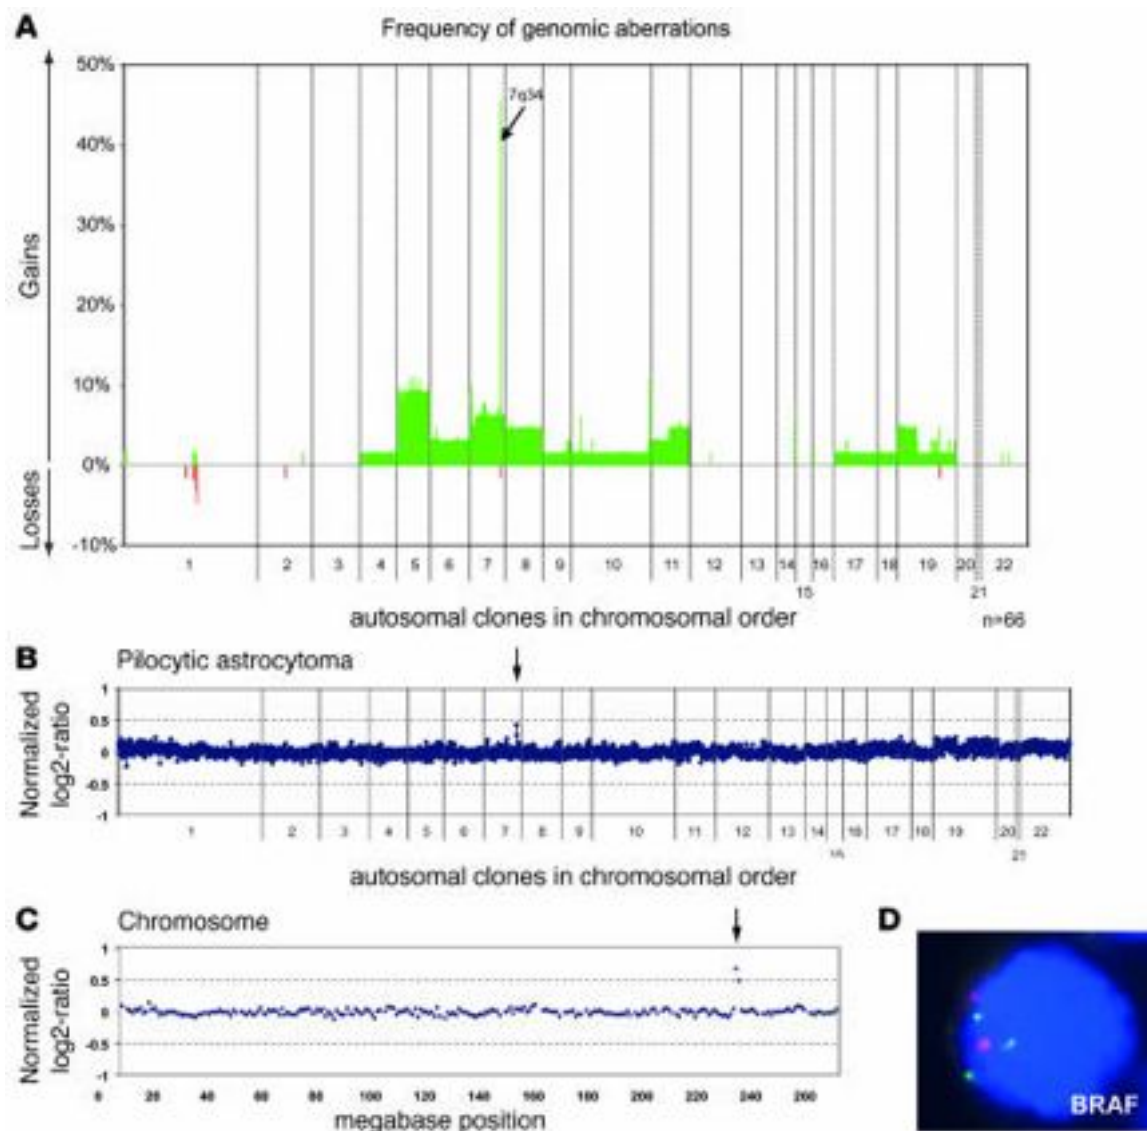 A
Frequency of genomic aberrations
50%
40%
30%
20%
10%
0%
-10%
Gains
Losses
7q34
1 2 3 4 5 6 7 8 9 10 11 12 13 14 15 16 17 18 19 20 21 22
autosomal clones in chromosomal order
n=66
B
Pilocytic astrocytoma
Normalized
log2-ratio
1
0.5
0
-0.5
-1
1 2 3 4 5 6 7 8 9 10 11 12 13 14 16 17 18 19 20 21 22
autosomal clones in chromosomal order
C
Chromosome
Normalized
log2-ratio
1
0.5
0
-0.5
-1
0 20 40 60 80 100 120 140 160 180 200 220 240 260
megabase position
D
BRAF